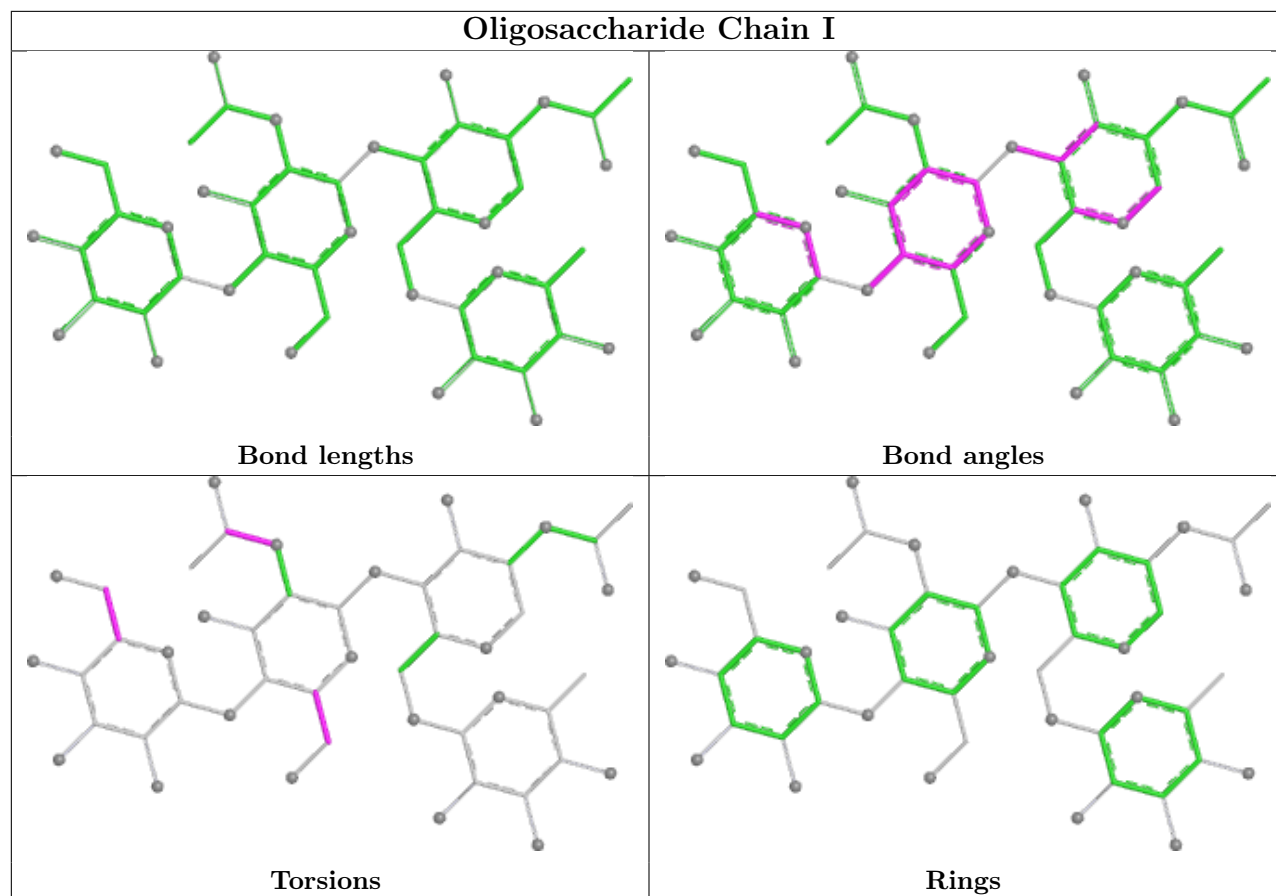 Oligosaccharide Chain I
Bond lengths
Bond angles
Torsions
Rings